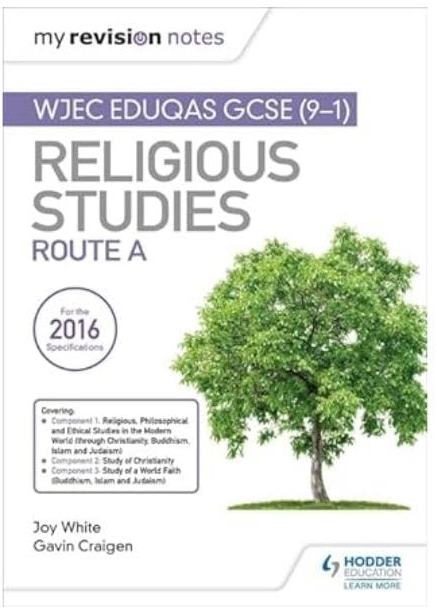 my revision notes
WJEC EDUQAS GCSE (9–1)
RELIGIOUS
STUDIES
ROUTE A
For the
2016
Specifications
Covering:
• Component 1: Religious, Philosophical
and Ethical Studies in the Modern
World (through Christianity, Buddhism,
Islam and Judaism)
• Component 2: Study of Christianity
• Component 3: Study of a World Faith
(Buddhism, Islam and Judaism)
Joy White
Gavin Craigen
HODDER
EDUCATION
LEARN MORE